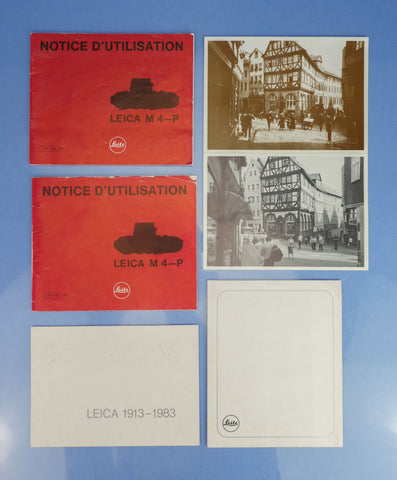 NOTICE D'UTILISATION
LEICA M 4–P
Leitz
NOTICE D'UTILISATION
LEICA M 4–P
Leitz
LEICA 1913–1983
Leitz